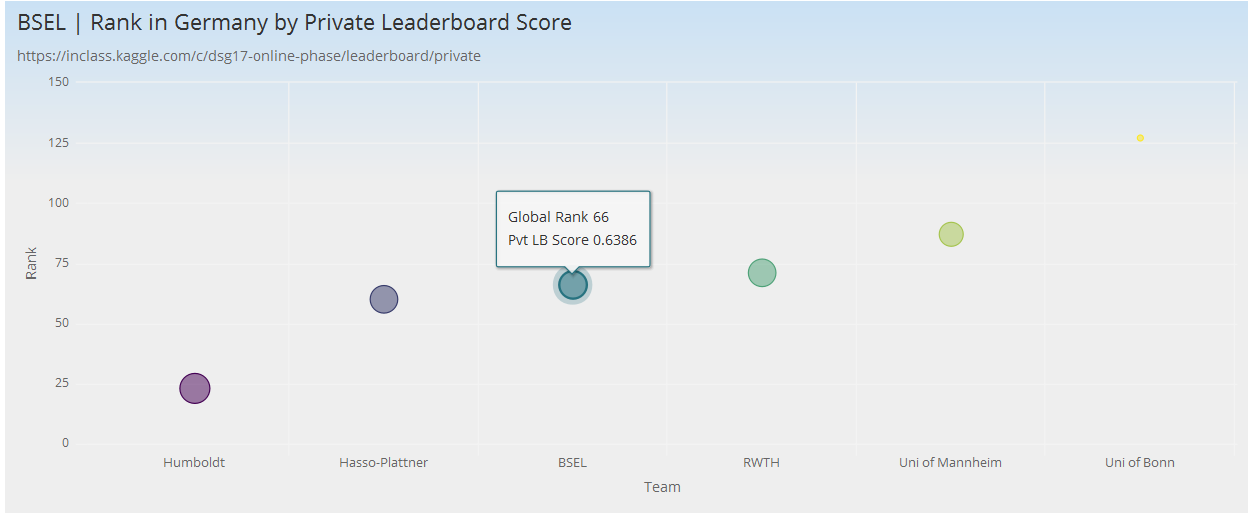 BSEL | Rank in Germany by Private Leaderboard Score
https://inclass.kaggle.com/c/dsg17-online-phase/leaderboard/private
150
125
100
75
50
25
0
Rank
Global Rank 66
Pvt LB Score 0.6386
Humboldt
Hasso-Plattner
BSEL
RWTH
Uni of Mannheim
Uni of Bonn
Team